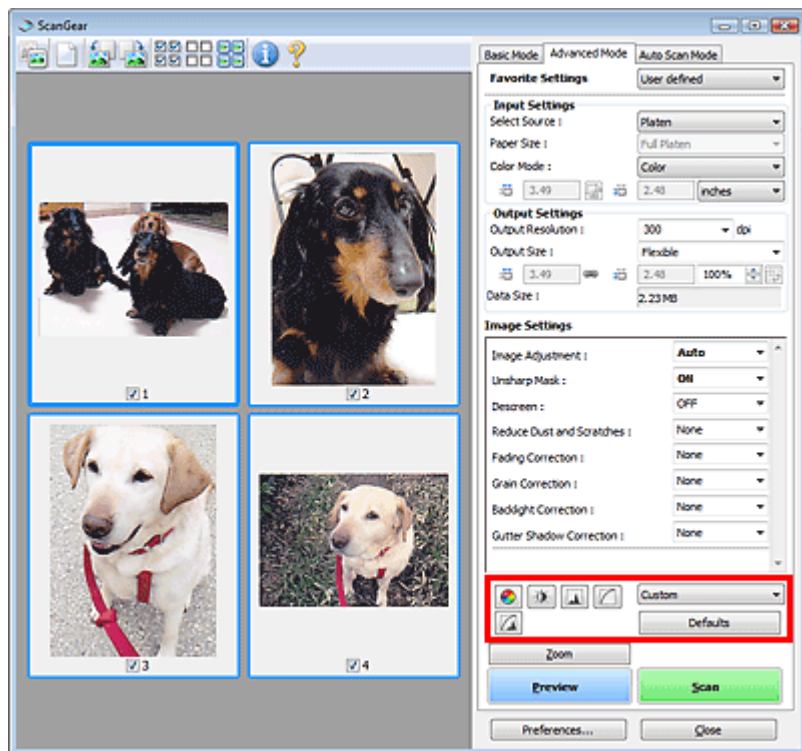 ScanGear
Basic Mode Advanced Mode Auto Scan Mode
Favorite Settings User defined
Input Settings
Select Source : Platen
Paper Size : Full Platen
Color Mode : Color
3.49 2.48 inches
Output Settings
Output Resolution : 300 dpi
Output Size : Flexible
3.49 2.48 100%
Data Size : 2.23 MB
Image Settings
Image Adjustment : Auto
Unsharp Mask : ON
Descreen : OFF
Reduce Dust and Scratches : None
Fading Correction : None
Grain Correction : None
Backlight Correction : None
Gutter Shadow Correction : None
Custom
Defaults
Zoom
Preview Scan
Preferences... Close
1
2
3
4